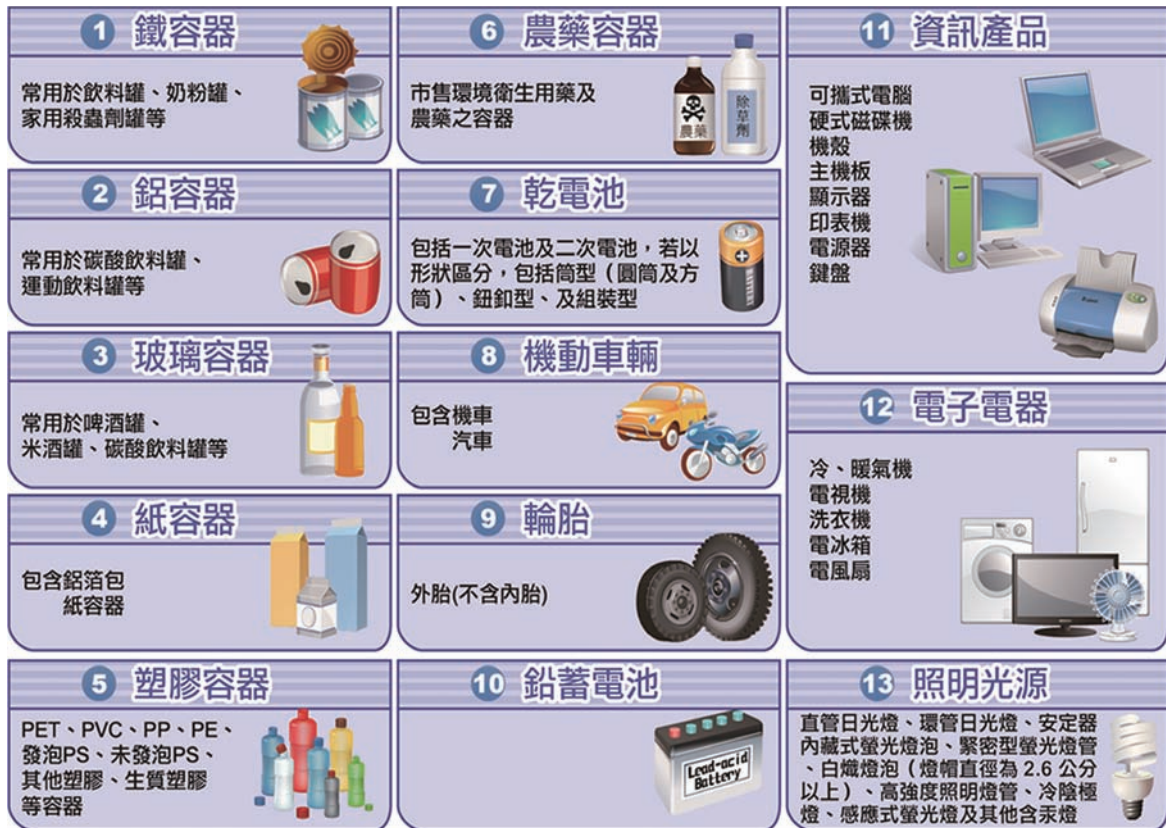 1 鐵容器
常用於飲料罐、奶粉罐、
家用殺蟲劑罐等
2 鋁容器
常用於碳酸飲料罐、
運動飲料罐等
3 玻璃容器
常用於啤酒罐、
米酒罐、碳酸飲料罐等
4 紙容器
包含鋁箔包
紙容器
5 塑膠容器
PET、PVC、PP、PE、
發泡PS、未發泡PS、
其他塑膠、生質塑膠
等容器
6 農藥容器
市售環境衛生用藥及
農藥之容器
農藥
除草劑
7 乾電池
包括一次電池及二次電池，若以
形狀區分，包括筒型（圓筒及方
筒）、鈕釦型、及組裝型
BATTERY
8 機動車輛
包含機車
汽車
9 輪胎
外胎(不含內胎)
10 鉛蓄電池
Lead-acid
Battery
11 資訊產品
可攜式電腦
硬式磁碟機
機殼
主機板
顯示器
印表機
電源器
鍵盤
12 電子電器
冷、暖氣機
電視機
洗衣機
電冰箱
電風扇
13 照明光源
直管日光燈、環管日光燈、安定器
內藏式螢光燈泡、緊密型螢光燈管
、白熾燈泡（燈帽直徑為 2.6 公分
以上）、高強度照明燈管、冷陰極
燈、感應式螢光燈及其他含汞燈